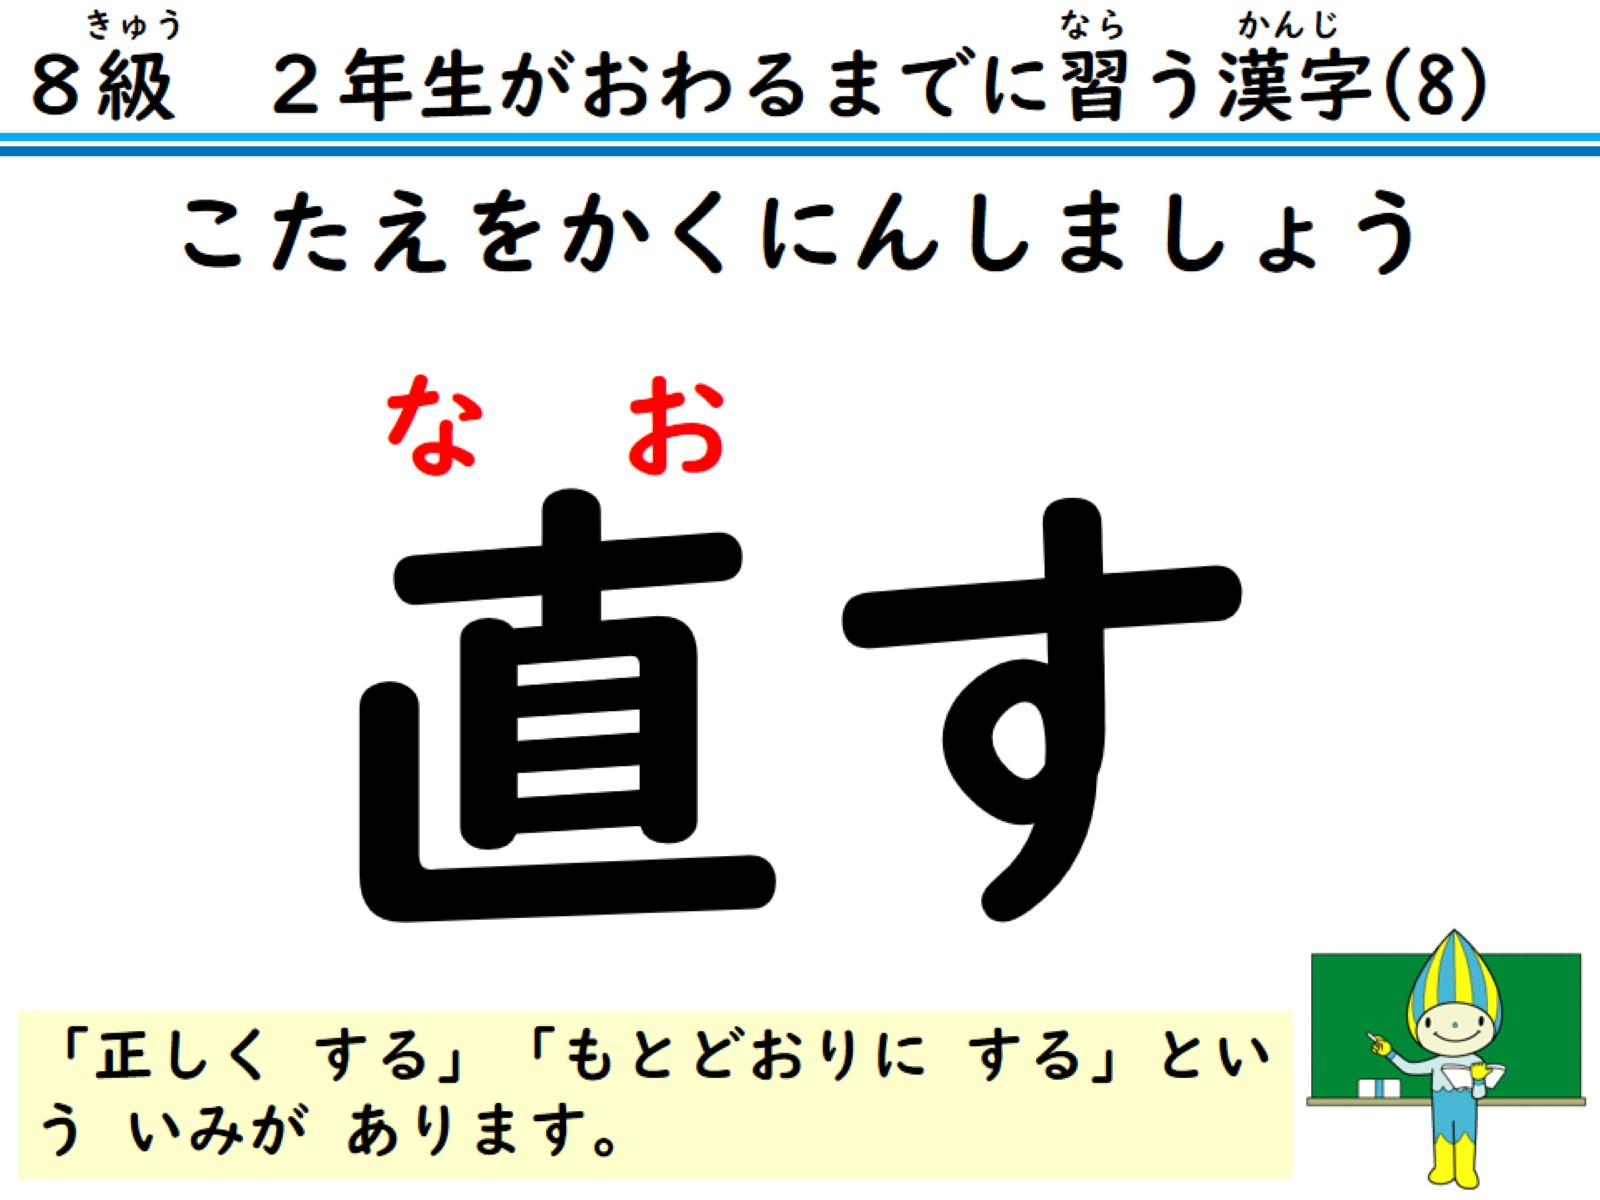 きゅう なら かんじ
８級　２年生がおわるまでに習う漢字(８)
こたえをかくにんしましょう
なお
直す
「正しく する」「もとどおりに する」とい
う いみが あります。